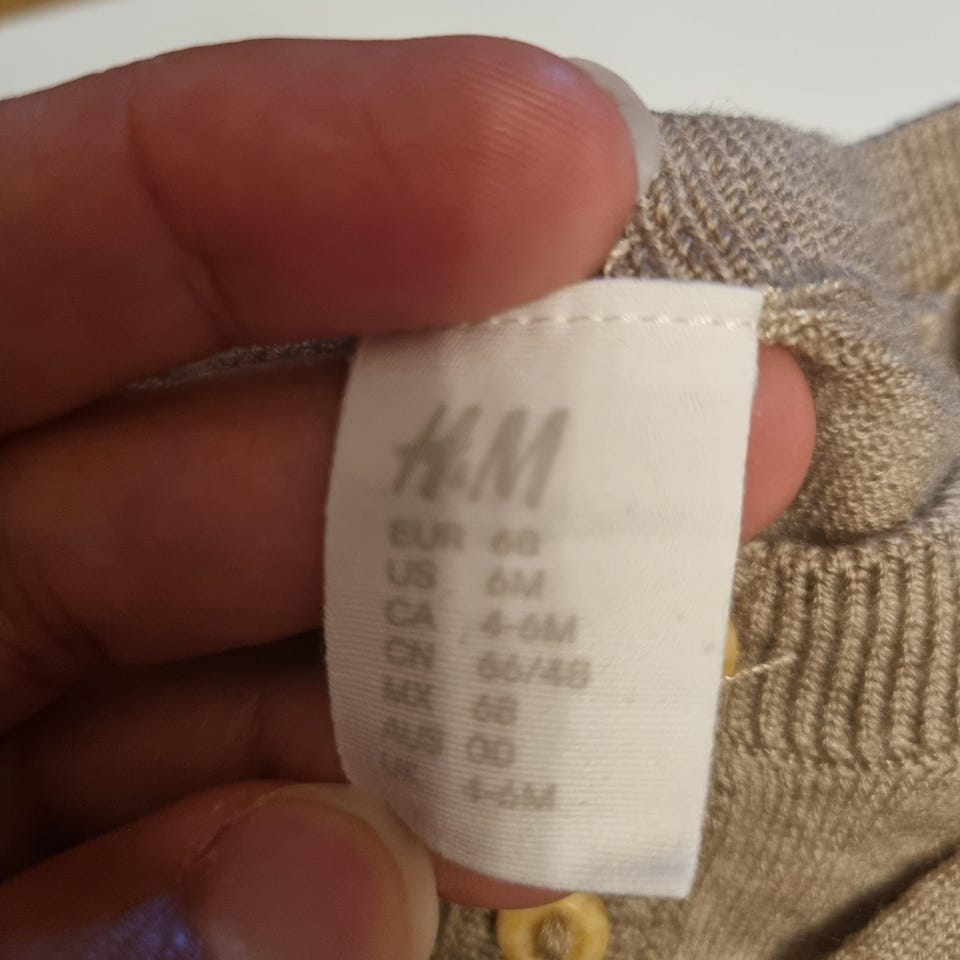 H&M
EUR 68
US 6M
CA 4-6M
CN 66/48
MX 68
AUS 00
UK 4-6M